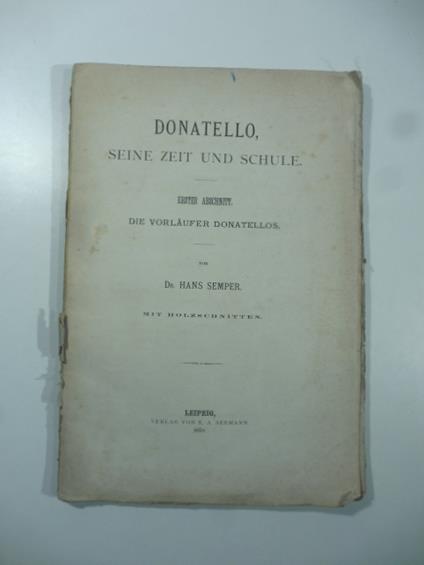 DONATELLO,
SEINE ZEIT UND SCHULE.
ERSTER ABSCHNITT.
DIE VORLÄUFER DONATELLOS.
VON
DR. HANS SEMPER.
MIT HOLZSCHNITTEN.
LEIPZIG,
VERLAG VON E. A. SEEMANN.